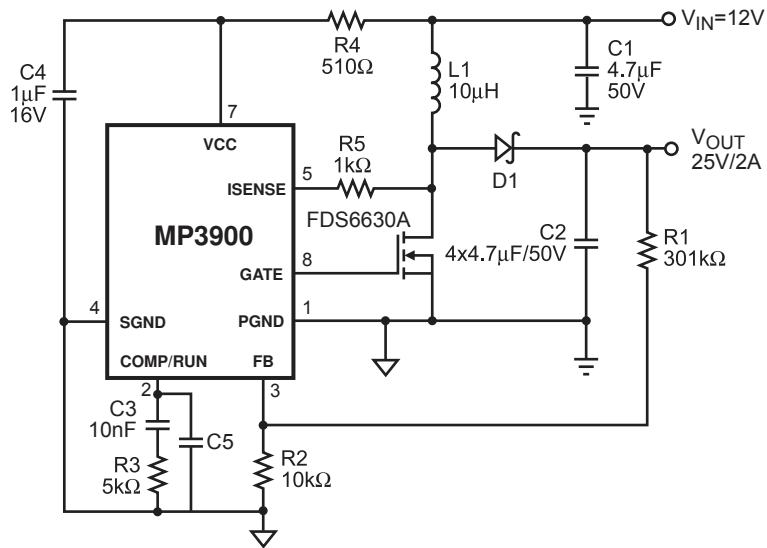 V_IN=12V
R4
510Ω
C1
4.7µF
50V
L1
10µH
C4
1µF
16V
7
VCC
V_OUT
25V/2A
R5
1kΩ
5
ISENSE
D1
FDS6630A
MP3900
C2
4x4.7µF/50V
R1
301kΩ
8
GATE
4
SGND
1
PGND
COMP/RUN
FB
2
3
C3
10nF
C5
R3
5kΩ
R2
10kΩ